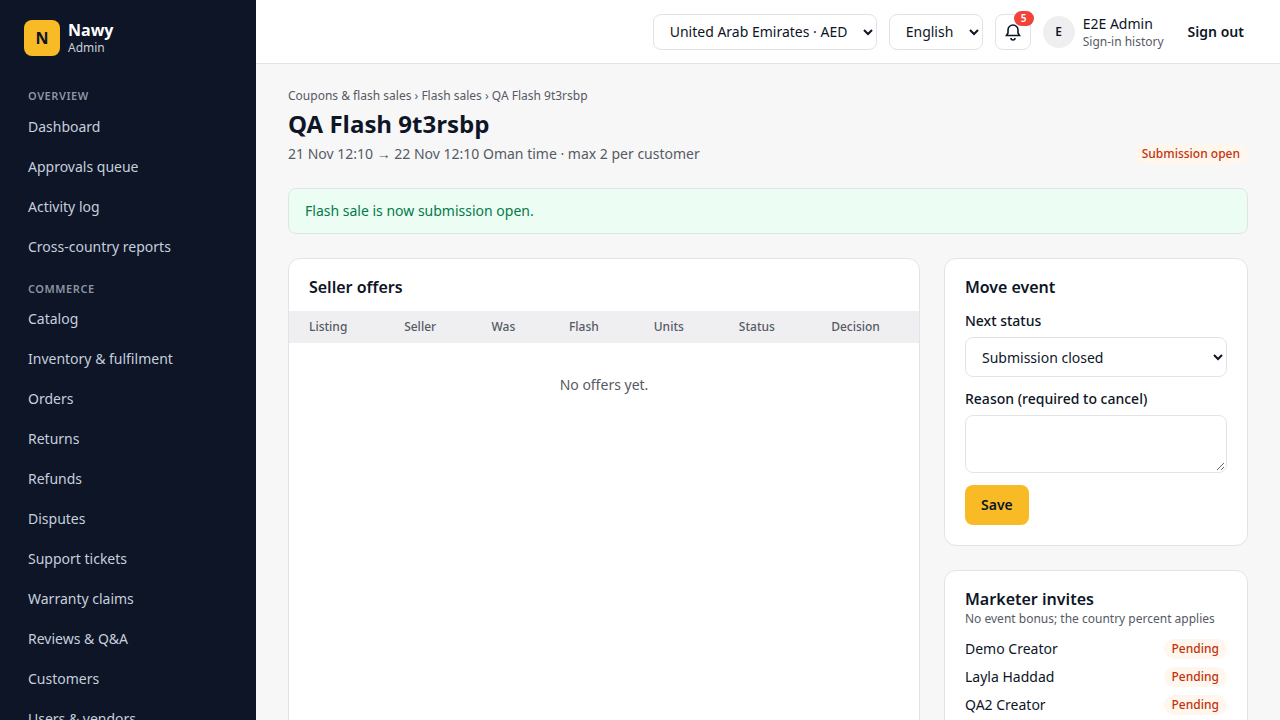 N
Nawy
Admin
OVERVIEW
Dashboard
Approvals queue
Activity log
Cross-country reports
COMMERCE
Catalog
Inventory & fulfilment
Orders
Returns
Refunds
Disputes
Support tickets
Warranty claims
Reviews & Q&A
Customers
Users & vendors
United Arab Emirates · AED
English
5
E
E2E Admin
Sign-in history
Sign out
Coupons & flash sales › Flash sales › QA Flash 9t3rsbp
QA Flash 9t3rsbp
21 Nov 12:10 → 22 Nov 12:10 Oman time · max 2 per customer
Submission open
Flash sale is now submission open.
Seller offers
Listing Seller Was Flash Units Status Decision
No offers yet.
Move event
Next status
Submission closed
Reason (required to cancel)
Save
Marketer invites
No event bonus; the country percent applies
Demo Creator Pending
Layla Haddad Pending
QA2 Creator Pending